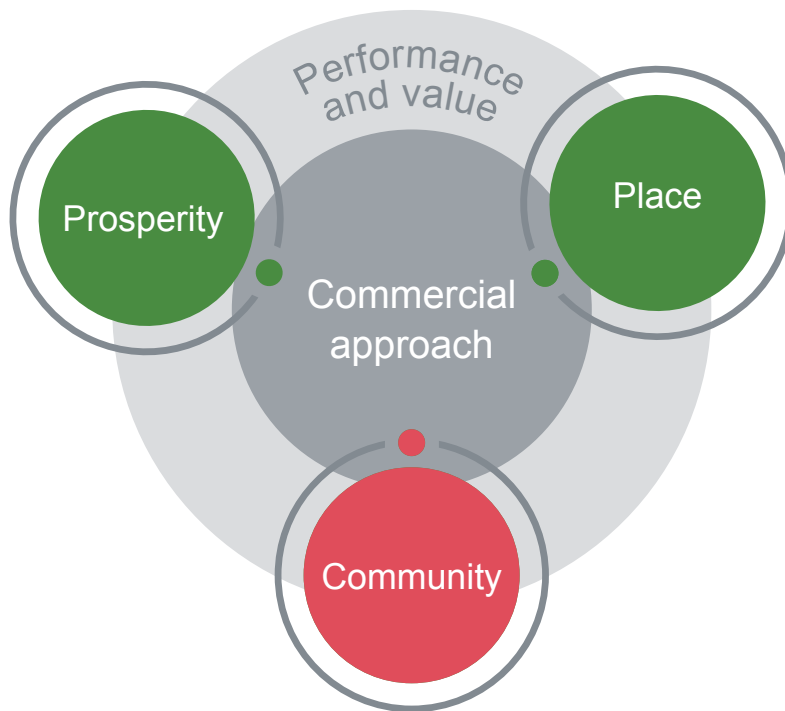 Performance
and value
Prosperity
Place
Commercial
approach
Community